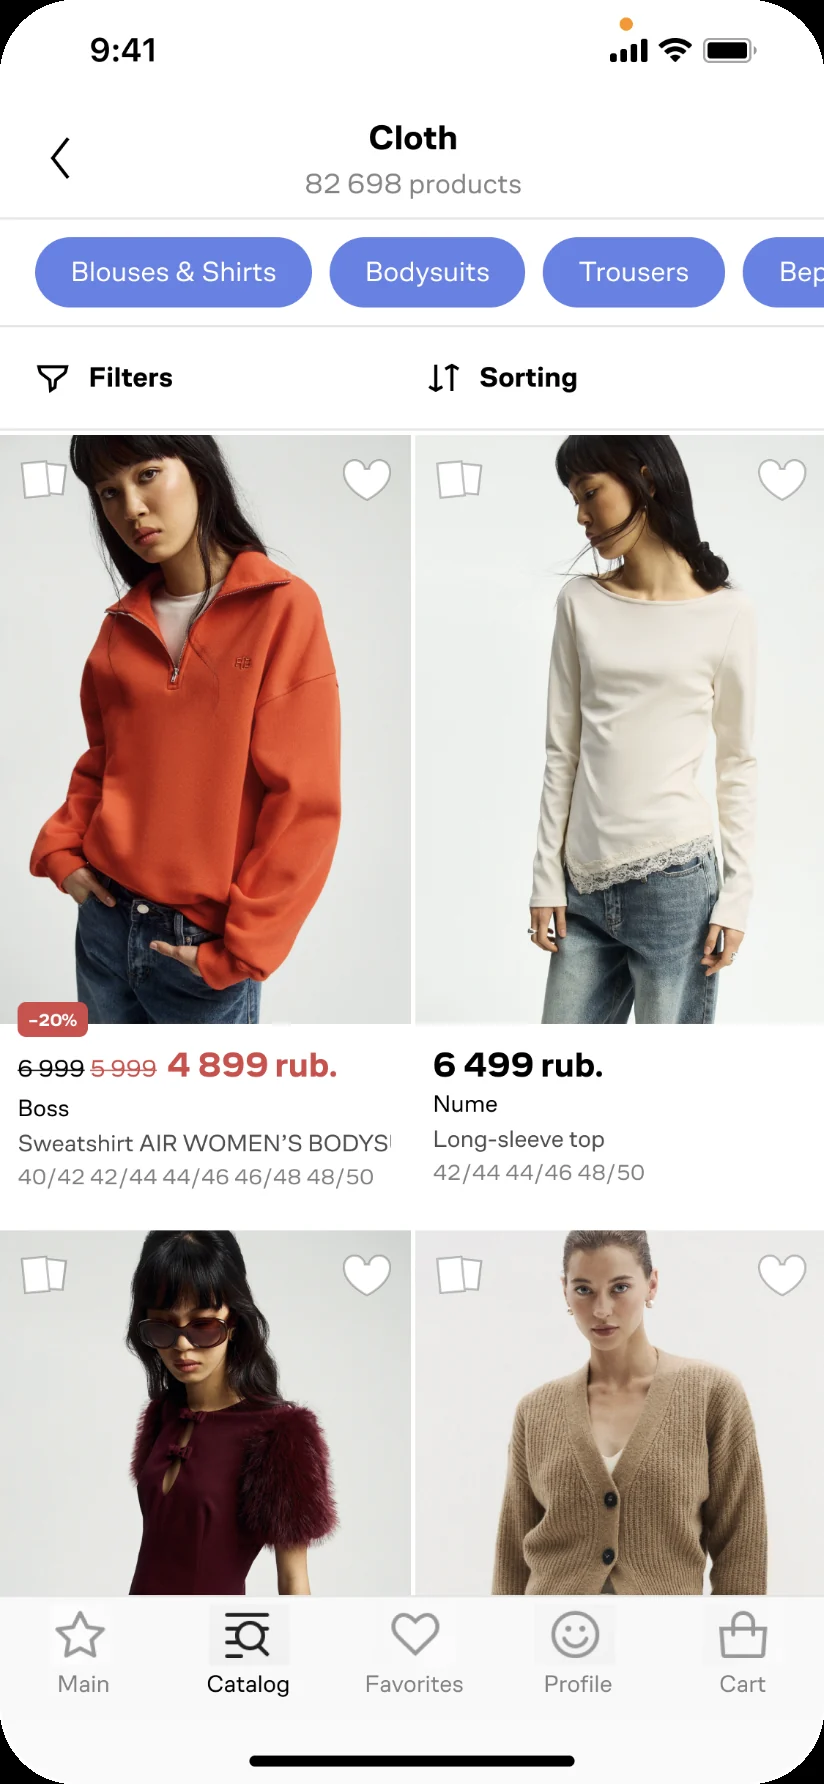 9:41
Cloth
82 698 products
Blouses & Shirts
Bodysuits
Trousers
Вер
Filters
Sorting
-20%
6 999 5 999 4 899 rub.
Boss
Sweatshirt AIR WOMEN’S BODYS
40/42 42/44 44/46 46/48 48/50
6 499 rub.
Nume
Long-sleeve top
42/44 44/46 48/50
Main
Catalog
Favorites
Profile
Cart